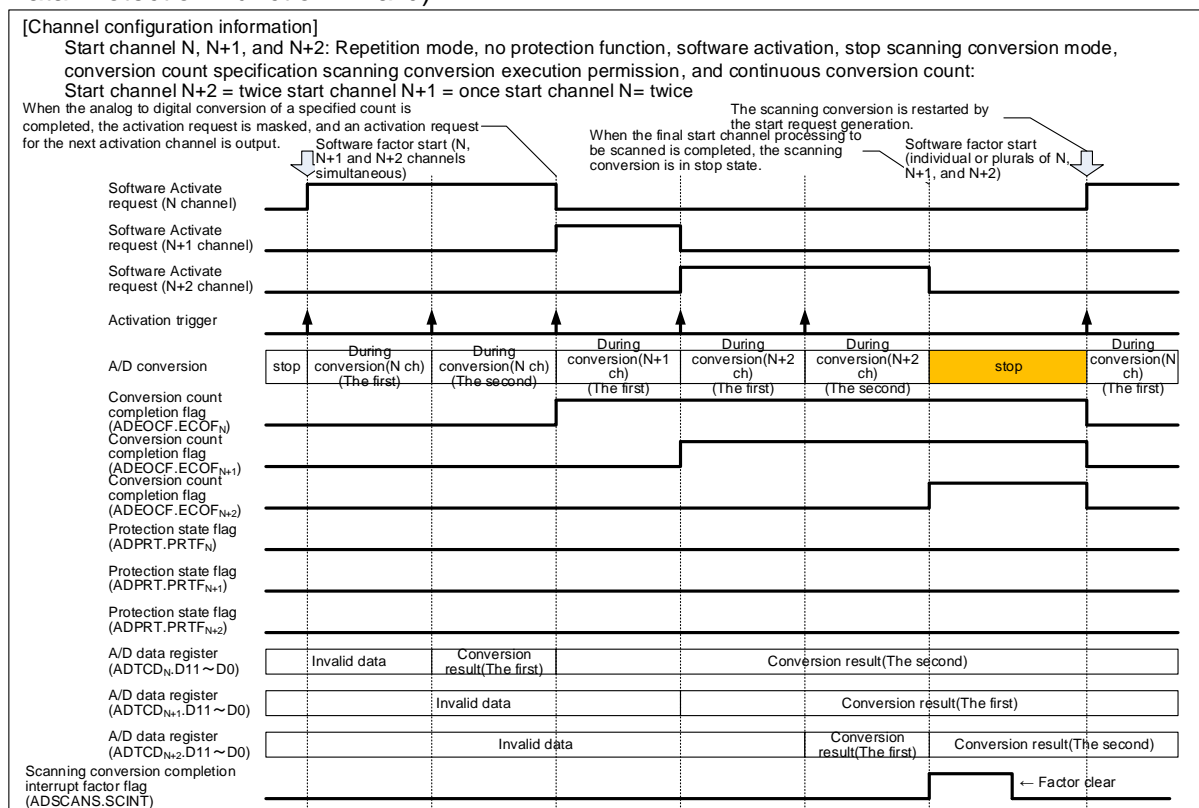 [Channel configuration information]
Start channel N, N+1, and N+2: Repetition mode, no protection function, software activation, stop scanning conversion mode,
conversion count specification scanning conversion execution permission, and continuous conversion count:
Start channel N+2 = twice start channel N+1 = once start channel N= twice
When the analog to digital conversion of a specified count is
completed, the activation request is masked, and an activation request
for the next activation channel is output.
Software factor start (N,
N+1 and N+2 channels
simultaneous)
When the final start channel processing to
be scanned is completed, the scanning
conversion is in stop state.
The scanning conversion is restarted by
the start request generation.
Software factor start
(individual or plurals of N,
N+1, and N+2)
Software Activate
request (N channel)
Software Activate
request (N+1 channel)
Software Activate
request (N+2 channel)
Activation trigger
A/D conversion
stop
During
conversion(N ch)
(The first)
During
conversion(N ch)
(The second)
During
conversion(N+1
ch)
(The first)
During
conversion(N+2
ch)
(The first)
During
conversion(N+2
ch)
(The second)
stop
During
conversion(N
ch)
(The first)
Conversion count
completion flag
(ADEOCF.ECOFN)
Conversion count
completion flag
(ADEOCF.ECOFN+1)
Conversion count
completion flag
(ADEOCF.ECOFN+2)
Protection state flag
(ADPRT.PRTFN)
Protection state flag
(ADPRT.PRTFN+1)
Protection state flag
(ADPRT.PRTFN+2)
A/D data register
(ADTCDN.D11～D0)
Invalid data
Conversion
result(The first)
Conversion result(The second)
A/D data register
(ADTCDN+1.D11～D0)
Invalid data
Conversion result(The first)
A/D data register
(ADTCDN+2.D11～D0)
Invalid data
Conversion
result(The first)
Conversion result(The second)
Scanning conversion completion
interrupt factor flag
(ADSCANS.SCINT)
← Factor clear